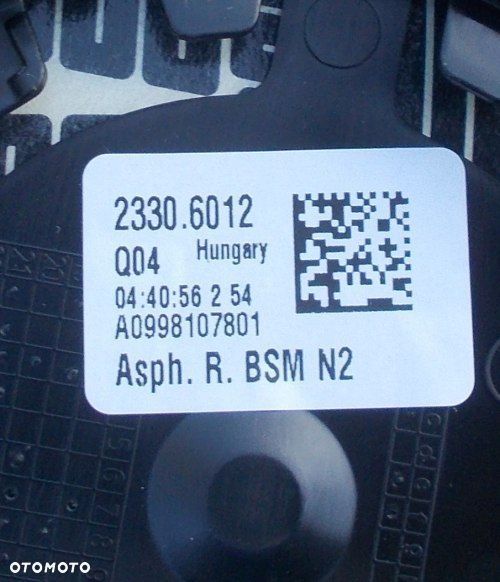 2330.6012
Q04 Hungary
04:40:56 2 54
A0998107801
Asph. R. BSM N2
OTOMOTO